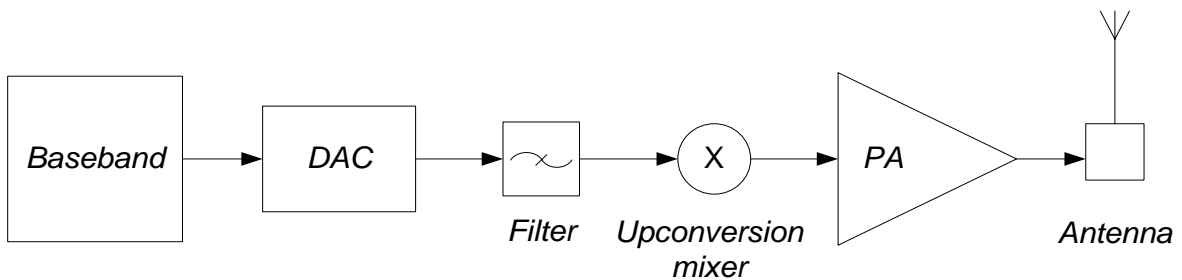 Baseband
DAC
Filter
X
Upconversion
mixer
PA
Antenna